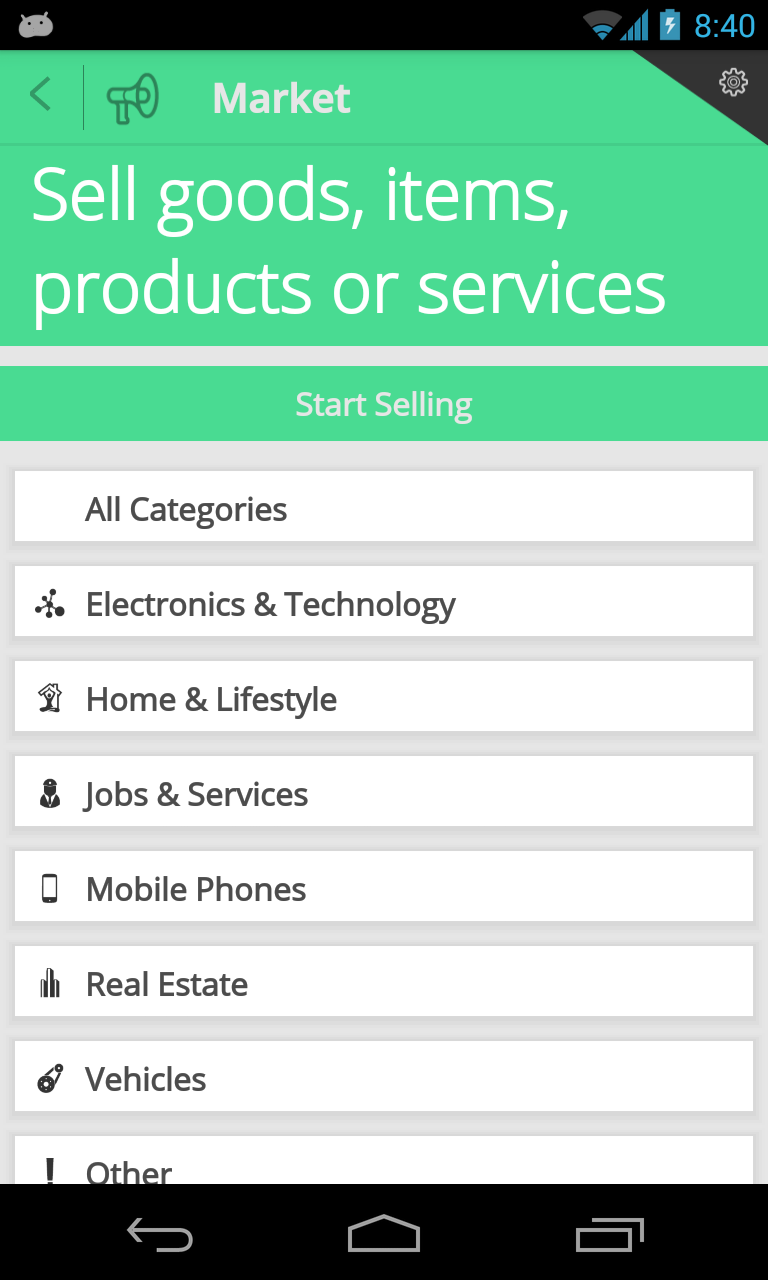 8:40
Market
Sell goods, items,
products or services
Start Selling
All Categories
Electronics & Technology
Home & Lifestyle
Jobs & Services
Mobile Phones
Real Estate
Vehicles
Other